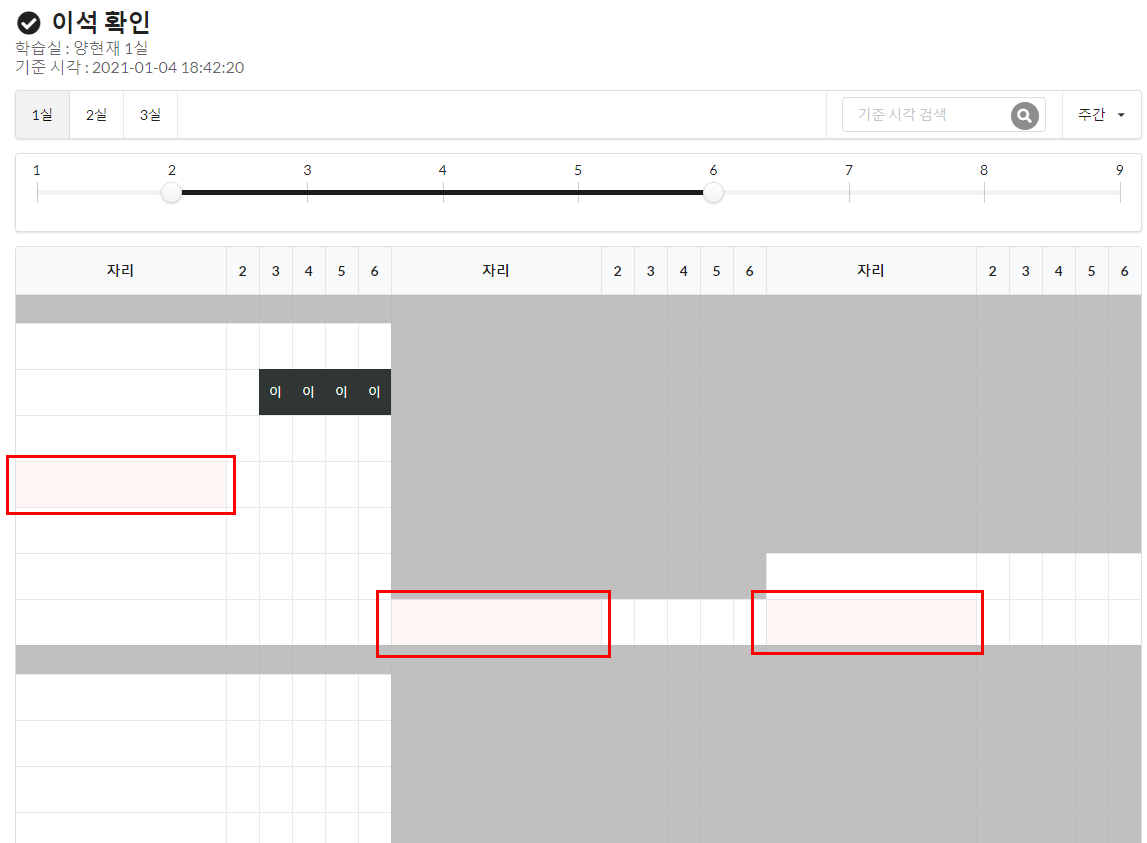 이석 확인
학습실 : 양현재 1실
기준 시각 : 2021-01-04 18:42:20
1실 2실 3실 기준 시각 검색 주간
1 2 3 4 5 6 7 8 9
자리 2 3 4 5 6 자리 2 3 4 5 6 자리 2 3 4 5 6
이 이 이 이